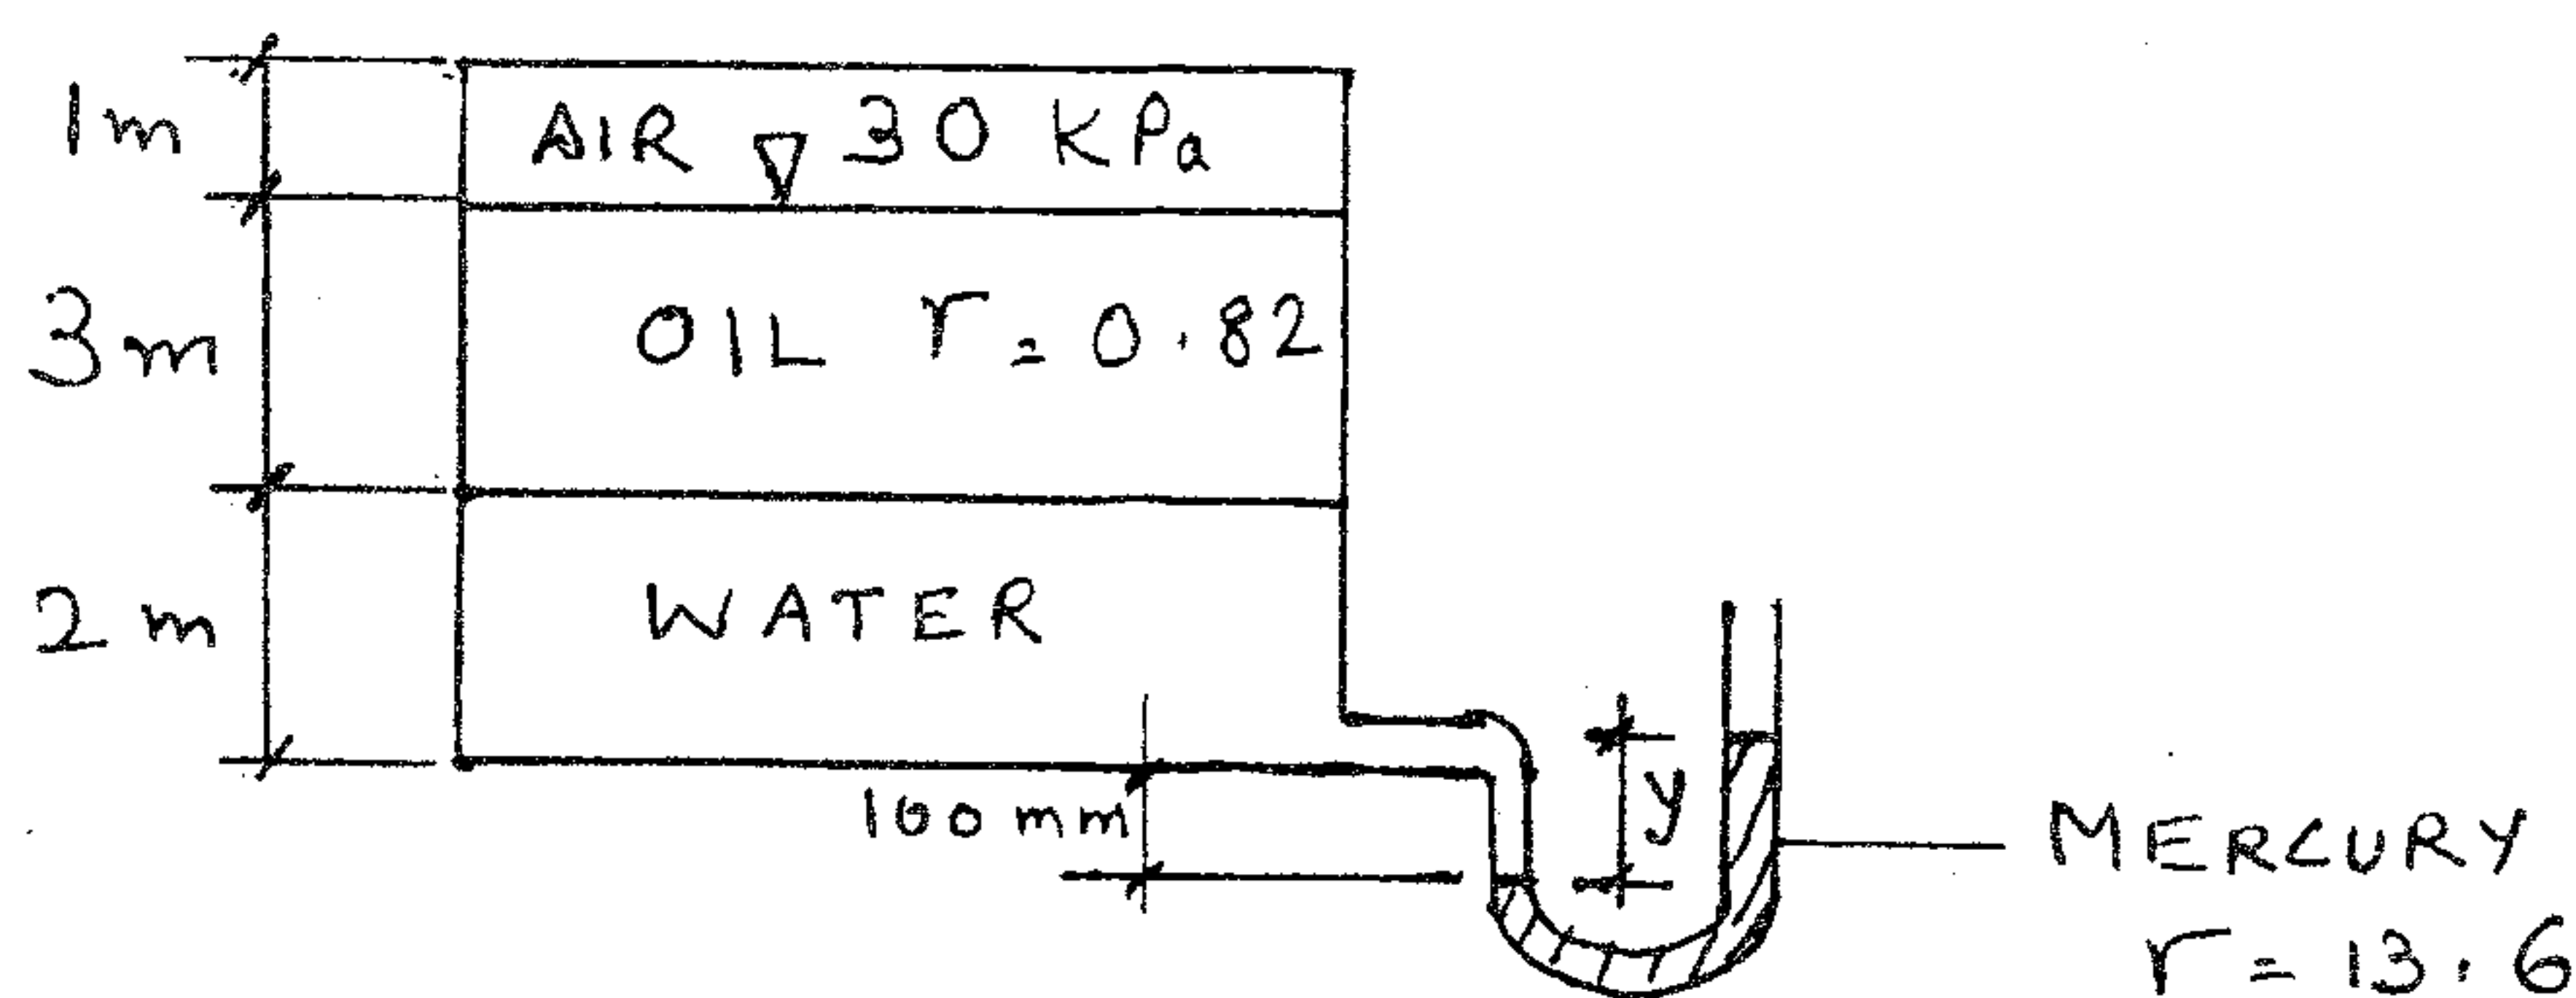 1m
AIR 30 KPa
3m
OIL r = 0.82
2m
WATER
100 mm
y
MERCURY
r = 13.6